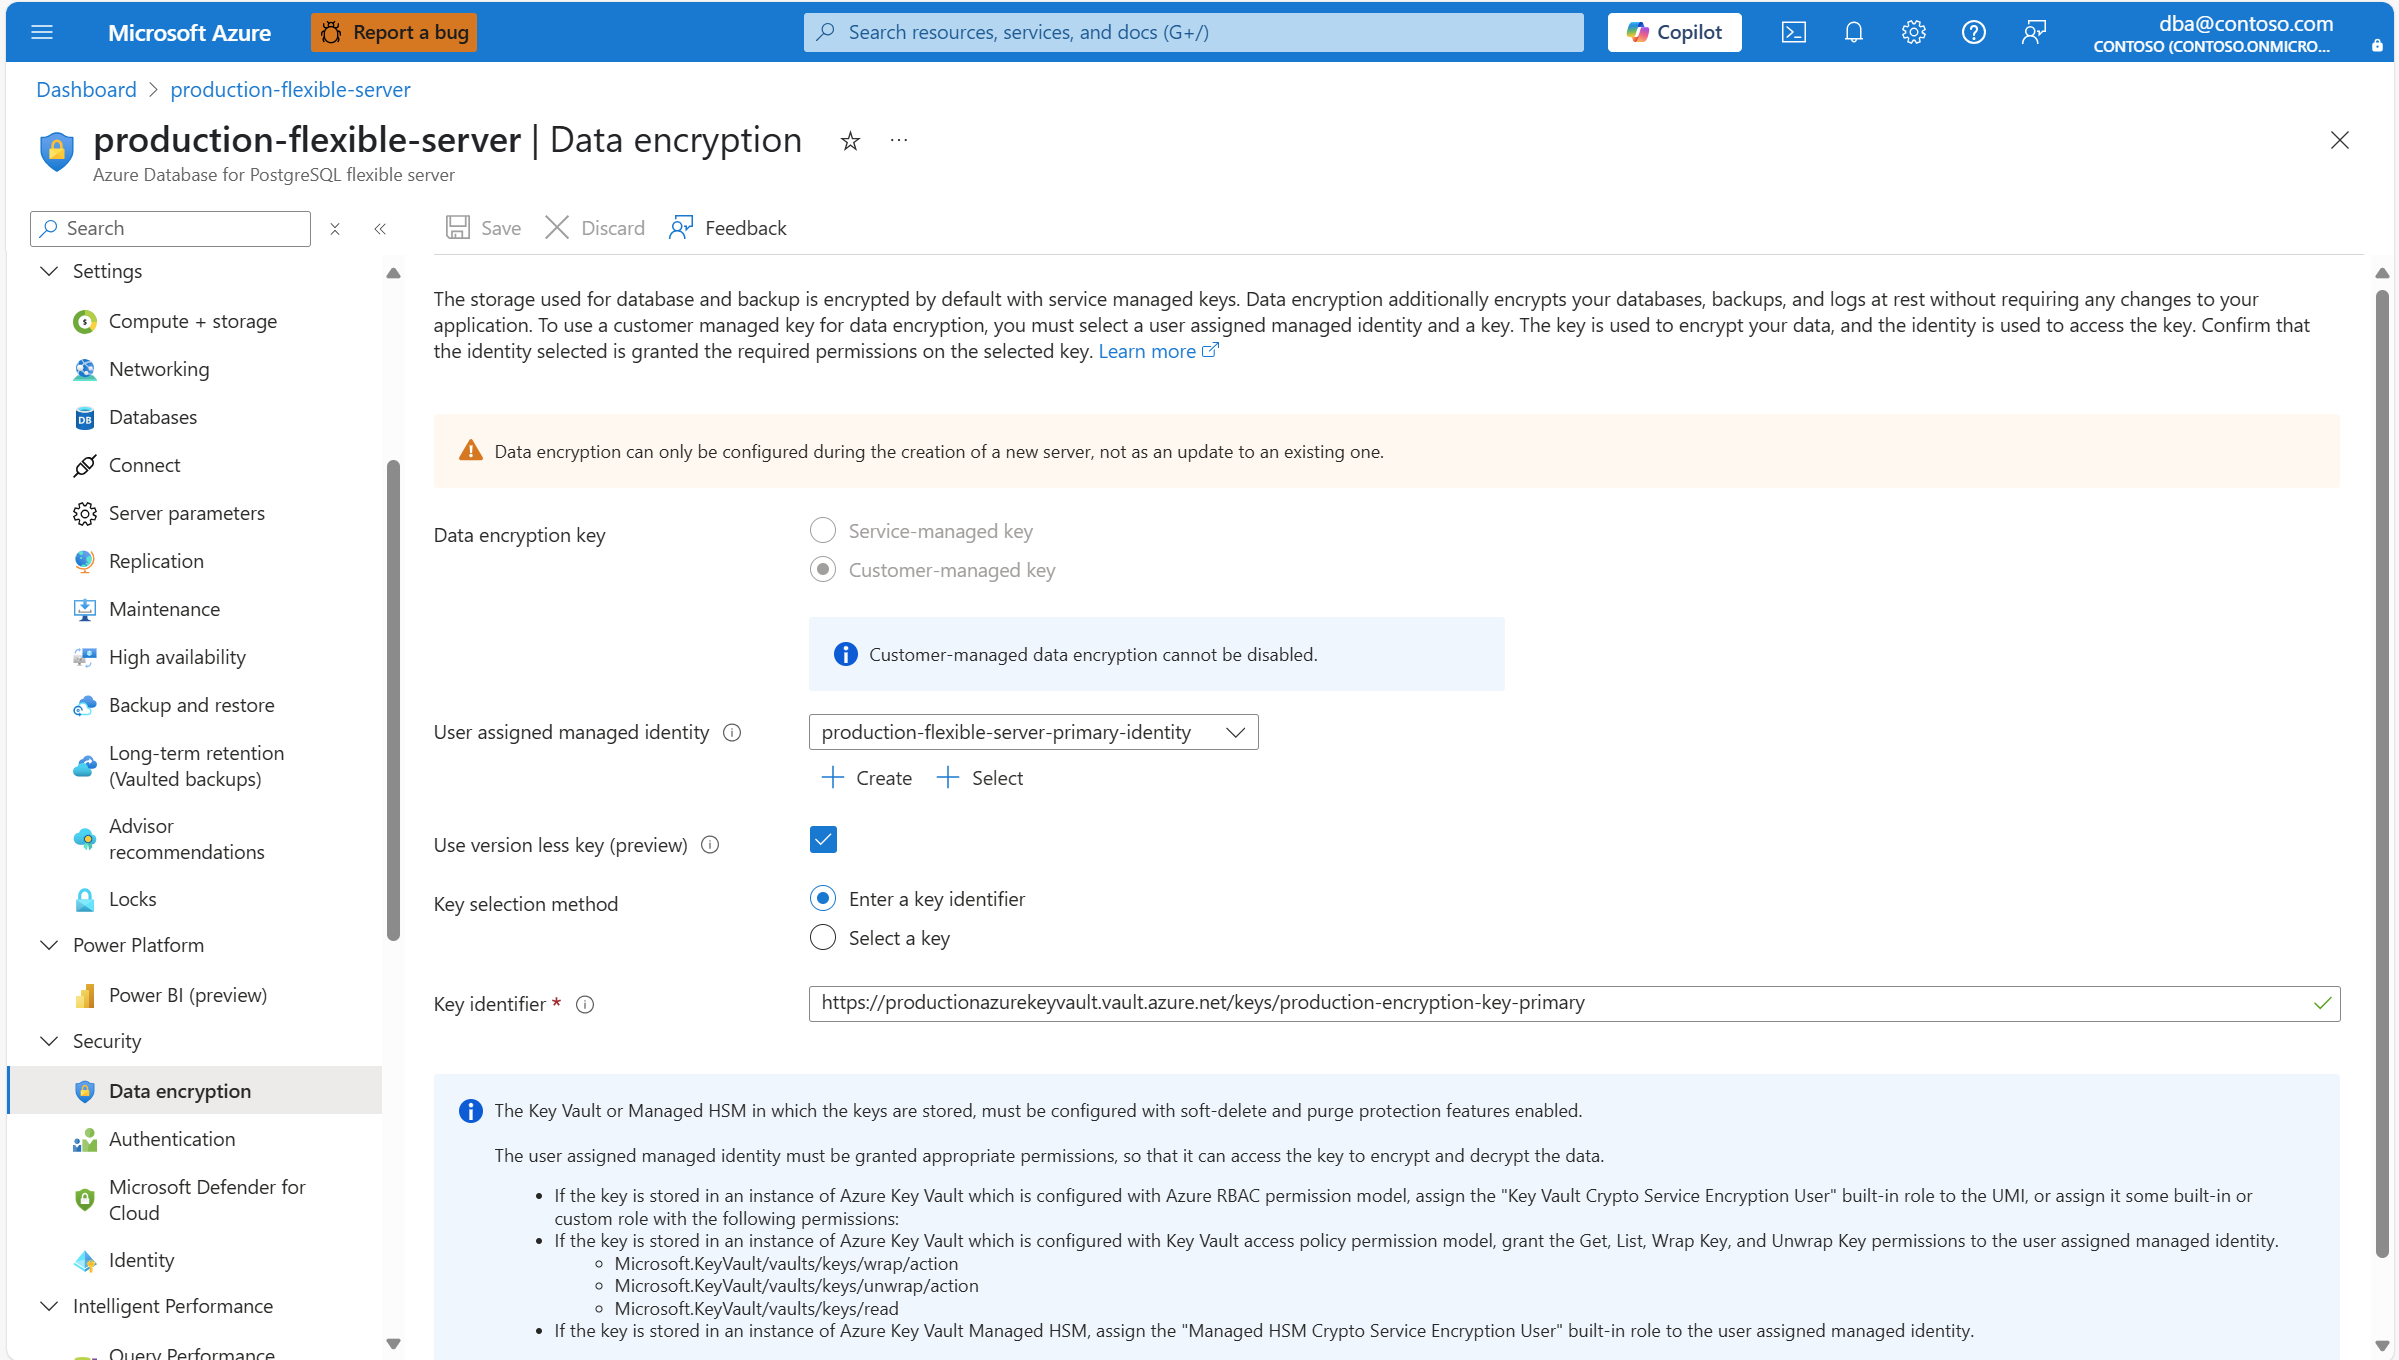 Microsoft Azure
Report a bug
Search resources, services, and docs (G+/)
Copilot
dba@contoso.com
CONTOSO (CONTOSO.ONMICRO...
Dashboard > production-flexible-server
production-flexible-server | Data encryption
Azure Database for PostgreSQL flexible server
Search
Settings
Compute + storage
Networking
Databases
Connect
Server parameters
Replication
Maintenance
High availability
Backup and restore
Long-term retention
(Vaulted backups)
Advisor
recommendations
Locks
Power Platform
Power BI (preview)
Security
Data encryption
Authentication
Microsoft Defender for
Cloud
Identity
Intelligent Performance
Query Performance
Save
Discard
Feedback
The storage used for database and backup is encrypted by default with service managed keys. Data encryption additionally encrypts your databases, backups, and logs at rest without requiring any changes to your
application. To use a customer managed key for data encryption, you must select a user assigned managed identity and a key. The key is used to encrypt your data, and the identity is used to access the key. Confirm that
the identity selected is granted the required permissions on the selected key. Learn more
Data encryption can only be configured during the creation of a new server, not as an update to an existing one.
Data encryption key
Service-managed key
Customer-managed key
Customer-managed data encryption cannot be disabled.
User assigned managed identity
production-flexible-server-primary-identity
Create
Select
Use version less key (preview)
Key selection method
Enter a key identifier
Select a key
Key identifier *
https://productionazurekeyvault.vault.azure.net/keys/production-encryption-key-primary
The Key Vault or Managed HSM in which the keys are stored, must be configured with soft-delete and purge protection features enabled.
The user assigned managed identity must be granted appropriate permissions, so that it can access the key to encrypt and decrypt the data.
• If the key is stored in an instance of Azure Key Vault which is configured with Azure RBAC permission model, assign the "Key Vault Crypto Service Encryption User" built-in role to the UMI, or assign it some built-in or
custom role with the following permissions:
• If the key is stored in an instance of Azure Key Vault which is configured with Key Vault access policy permission model, grant the Get, List, Wrap Key, and Unwrap Key permissions to the user assigned managed identity.
◦ Microsoft.KeyVault/vaults/keys/wrap/action
◦ Microsoft.KeyVault/vaults/keys/unwrap/action
◦ Microsoft.KeyVault/vaults/keys/read
• If the key is stored in an instance of Azure Key Vault Managed HSM, assign the "Managed HSM Crypto Service Encryption User" built-in role to the user assigned managed identity.